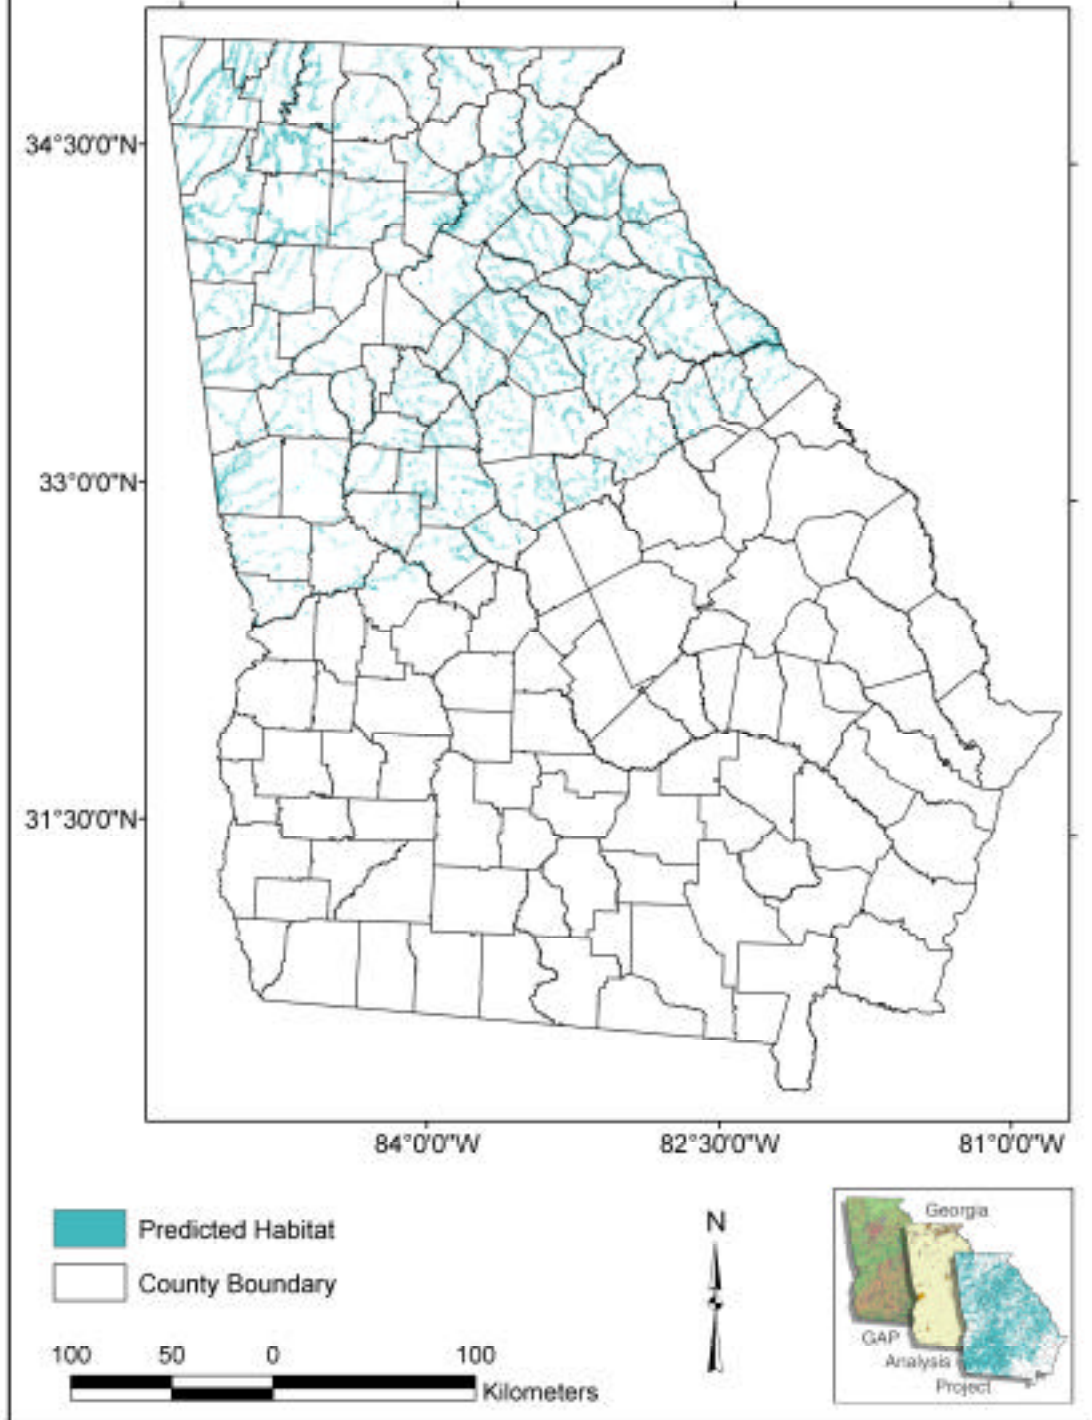 34°30'0"N
33°0'0"N
31°30'0"N
84°0'0"W 82°30'0"W 81°0'0"W
Predicted Habitat
County Boundary
100 50 0 100
Kilometers
N
Georgia
GAP
Analysis
Project